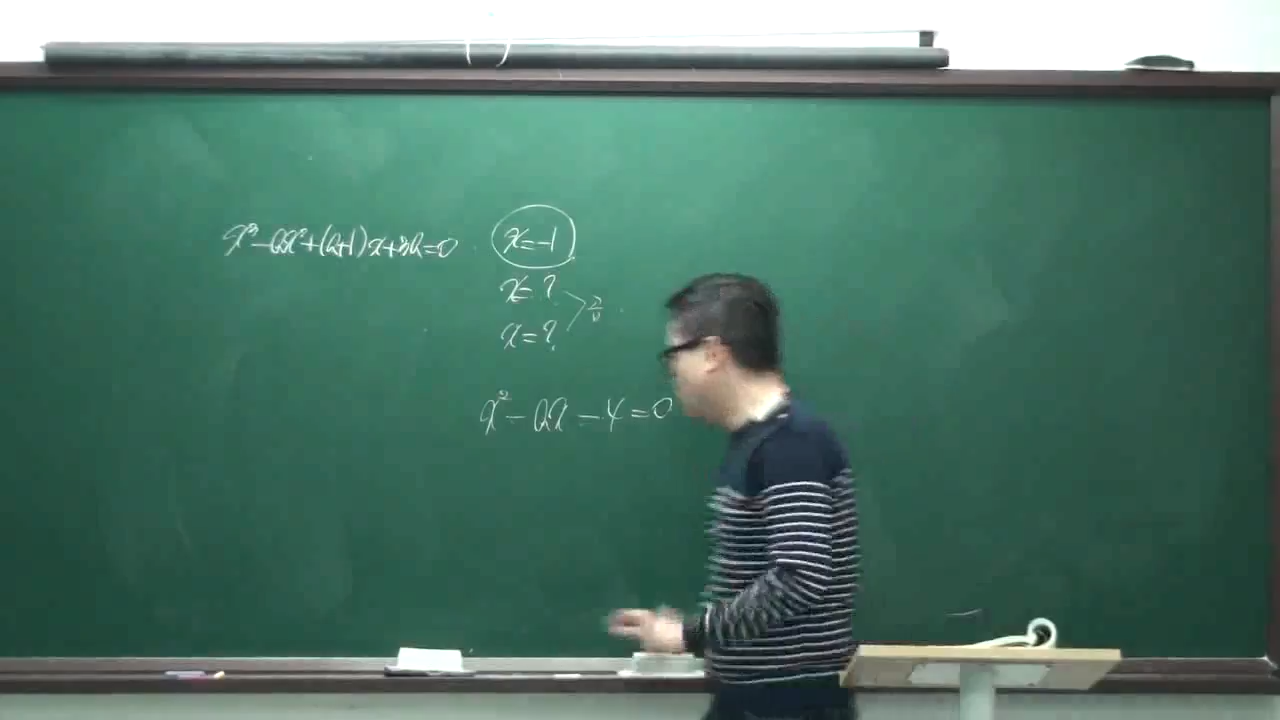 x³-ax²+(a+1)x+3a=0
x=-1
x=?
x=?
x²-ax-4=0